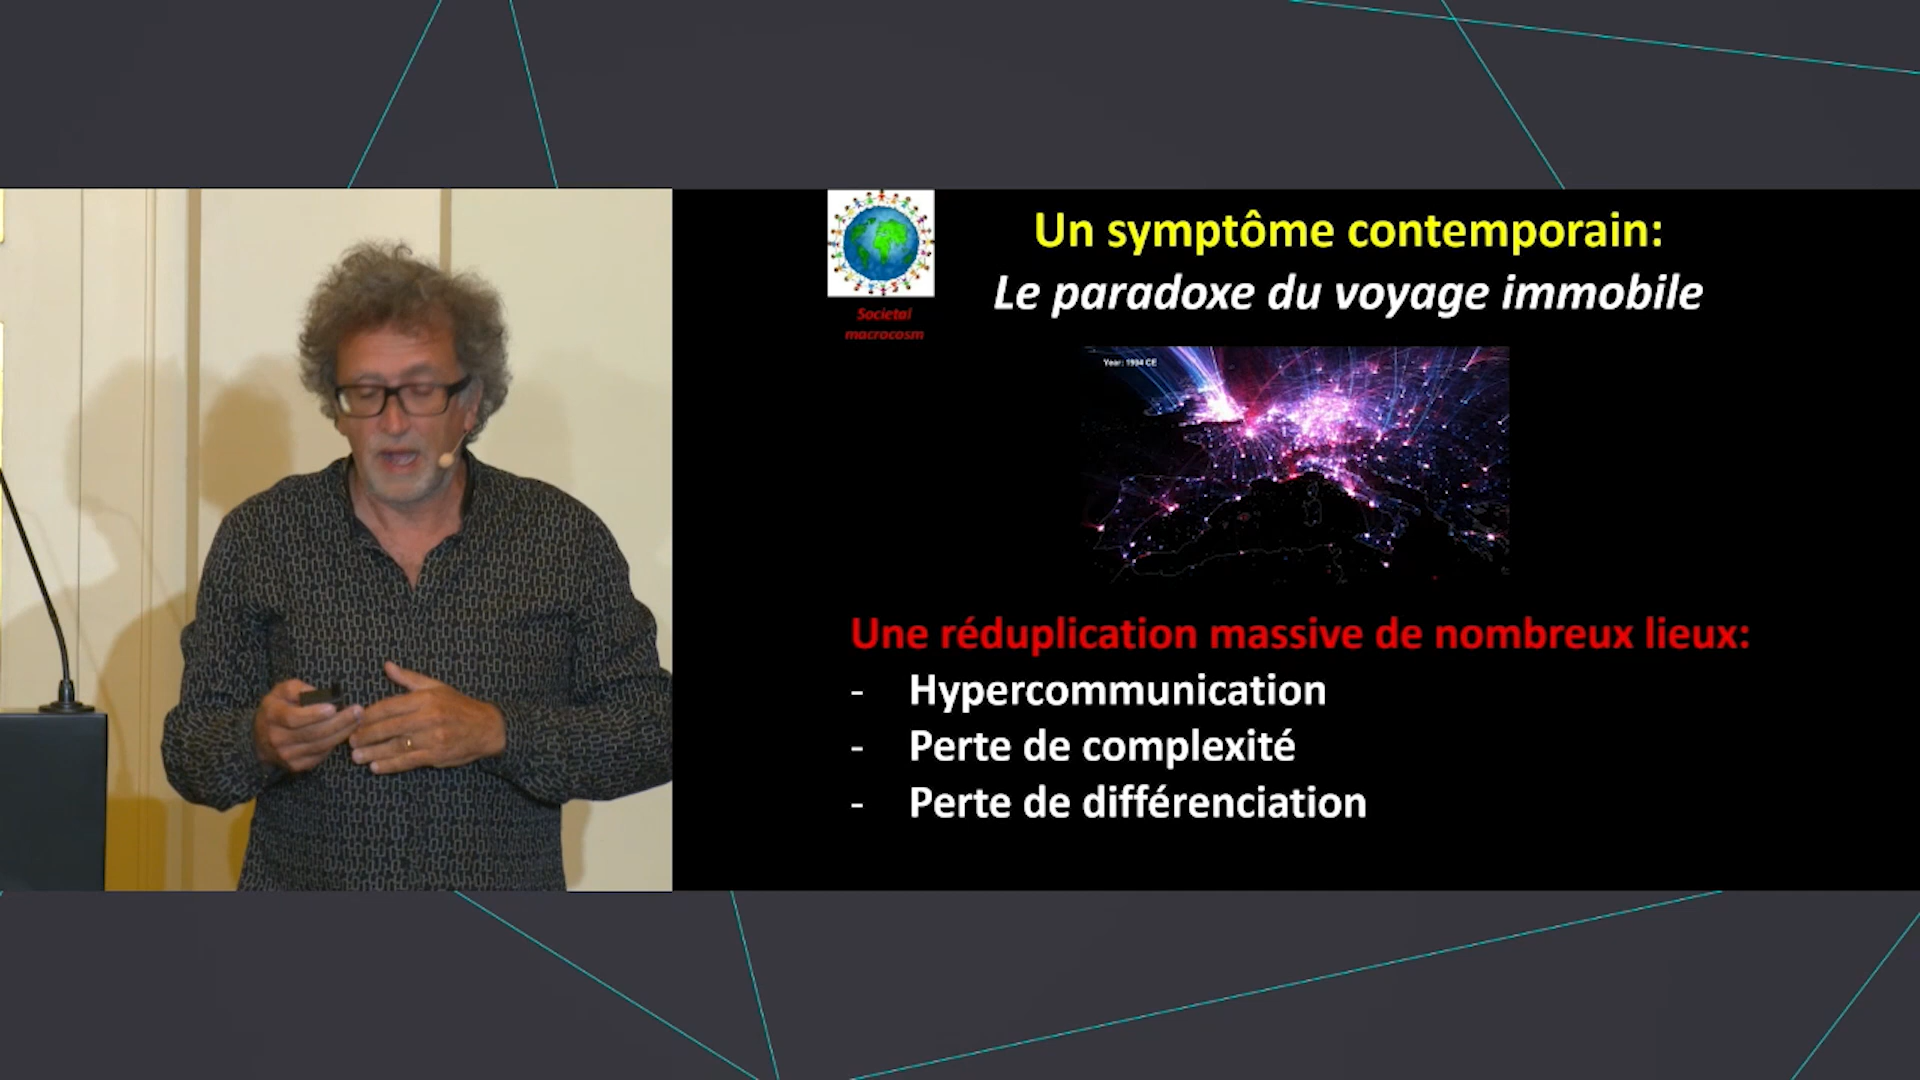 Un symptôme contemporain:
Le paradoxe du voyage immobile
Societal
macrocosm
Year: 1934 CE
Une réduplication massive de nombreux lieux:
- Hypercommunication
- Perte de complexité
- Perte de différenciation